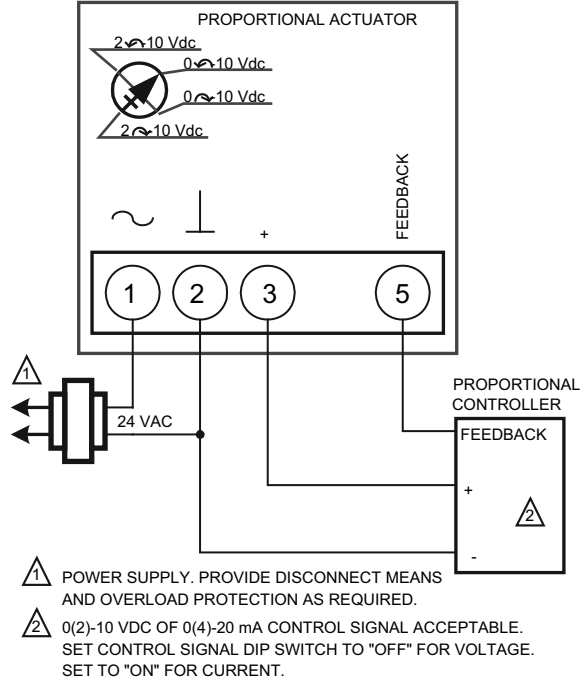 PROPORTIONAL ACTUATOR
2 10 Vdc
0 10 Vdc
0 10 Vdc
2 10 Vdc
FEEDBACK
+
1 2 3 5
1
24 VAC
PROPORTIONAL
CONTROLLER
FEEDBACK
+
2
-
1 POWER SUPPLY. PROVIDE DISCONNECT MEANS
AND OVERLOAD PROTECTION AS REQUIRED.
2 0(2)-10 VDC OF 0(4)-20 mA CONTROL SIGNAL ACCEPTABLE.
SET CONTROL SIGNAL DIP SWITCH TO "OFF" FOR VOLTAGE.
SET TO "ON" FOR CURRENT.